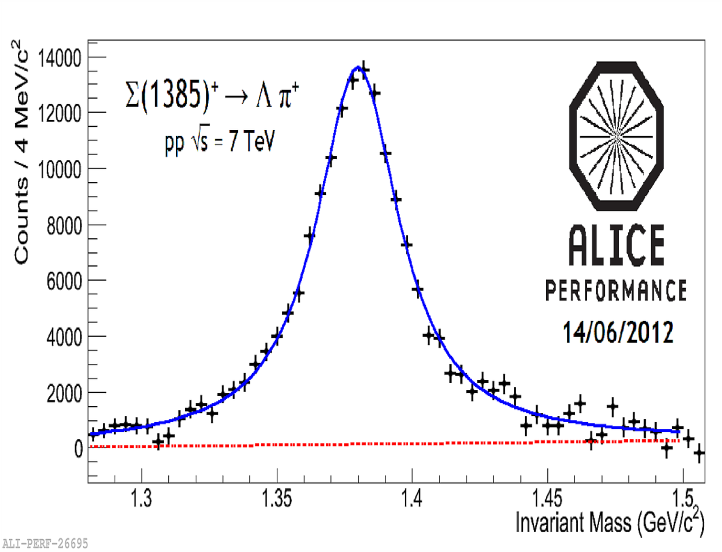 Counts / 4 MeV/c²
14000
12000
10000
8000
6000
4000
2000
0
Σ(1385)⁺ → Λ π⁺
pp √s = 7 TeV
ALICE
PERFORMANCE
14/06/2012
1.3 1.35 1.4 1.45 1.5
Invariant Mass (GeV/c²)
ALI-PERF-26695